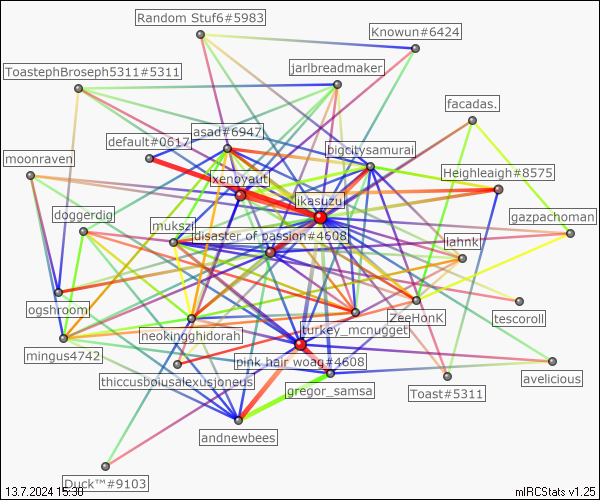 Random Stuf6#5983
Knowun#6424
ToastephBroseph5311#5311
jarlbreadmaker
facadas.
asad#6947
default#0617
bigcitysamurai
moonraven
xenoyaut
Heighleaigh#8575
ikasuzu
doggerdig
gazpachoman
mukszi
disaster of passion#4608
lahnk
ogshroom
tescoroll
ZeeHonK
turkey_mcnugget
neokingghidorah
mingus4742
pink hair woag#4608
avelicious
thiccusboiusalexusjoneus
gregor_samsa
Toast#5311
andnewbees
Duck™#9103
13.7.2024 15:30
mIRCStats v1.25